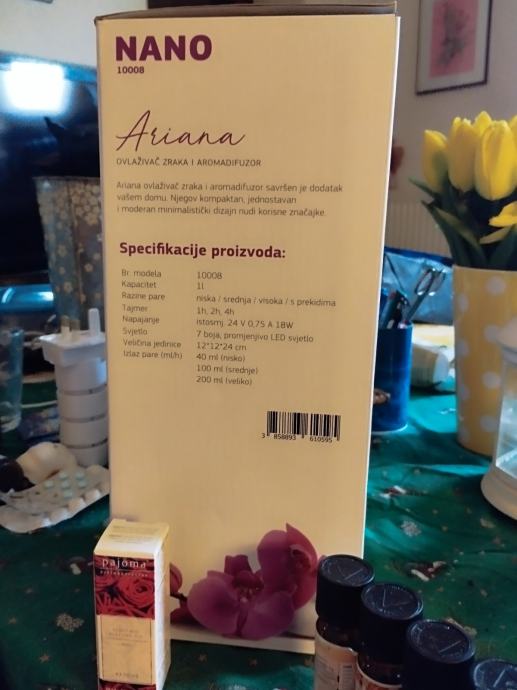 NANO
10008
Ariana
OVLAŽIVAČ ZRAKA I AROMADIFUZOR
Ariana ovlaživač zraka i aromadifuzor savršen je dodatak
vašem domu. Njegov kompaktan, jednostavan
i moderan minimalistički dizajn nudi korisne značajke.
Specifikacije proizvoda:
Br. modela 10008
Kapacitet 1l
Razine pare niska / srednja / visoka / s prekidima
Tajmer 1h, 2h, 4h
Napajanje istosmj. 24 V 0,75 A 18W
Svjetlo 7 boja, promjenjivo LED svjetlo
Veličina jedinice 12*12*24 cm
Izlaz pare (ml/h) 40 ml (nisko)
100 ml (srednje)
200 ml (veliko)
3 858893 610595
pajoma